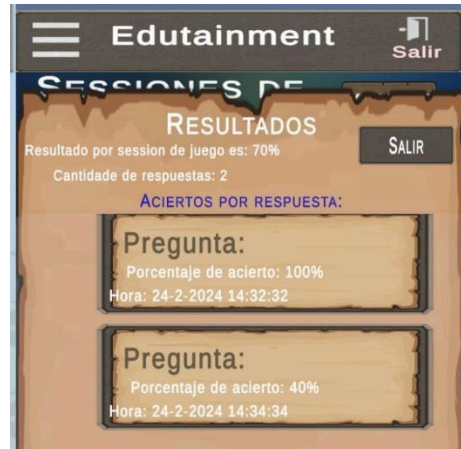 Edutainment
Salir
SESSIONES DE
RESULTADOS
Resultado por session de juego es: 70%
SALIR
Cantidade de respuestas: 2
ACIERTOS POR RESPUESTA:
Pregunta:
Porcentaje de acierto: 100%
Hora: 24-2-2024 14:32:32
Pregunta:
Porcentaje de acierto: 40%
Hora: 24-2-2024 14:34:34